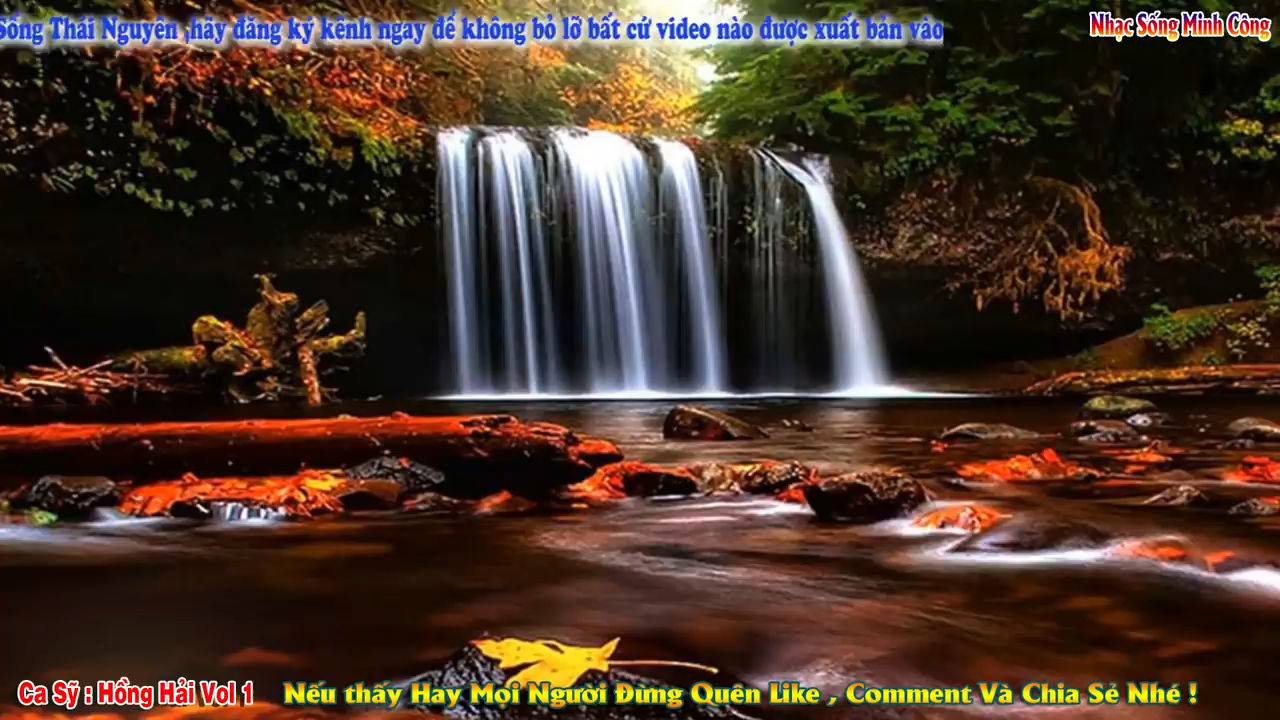 Sống Thái Nguyên ,hãy đăng ký kênh ngay để không bỏ lỡ bất cứ video nào được xuất bản vào
Nhạc Sống Minh Công
Ca Sỹ : Hồng Hải Vol 1
Nếu thấy Hay Mọi Người Đừng Quên Like , Comment Và Chia Sẻ Nhé !